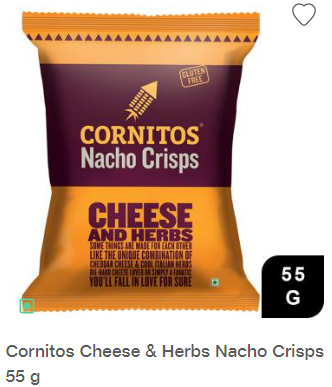 GLUTEN
FREE
CORNITOS
Nacho Crisps
CHEESE
AND HERBS
SOME THINGS ARE MADE FOR EACH OTHER
LIKE THE UNIQUE COMBINATION OF
CHEDDAR CHEESE & COOL ITALIAN HERBS
DIE-HARD CHEESE LOVER OR SIMPLY A FANATIC
YOU'LL FALL IN LOVE FOR SURE
55
G
Cornitos Cheese & Herbs Nacho Crisps
55 g